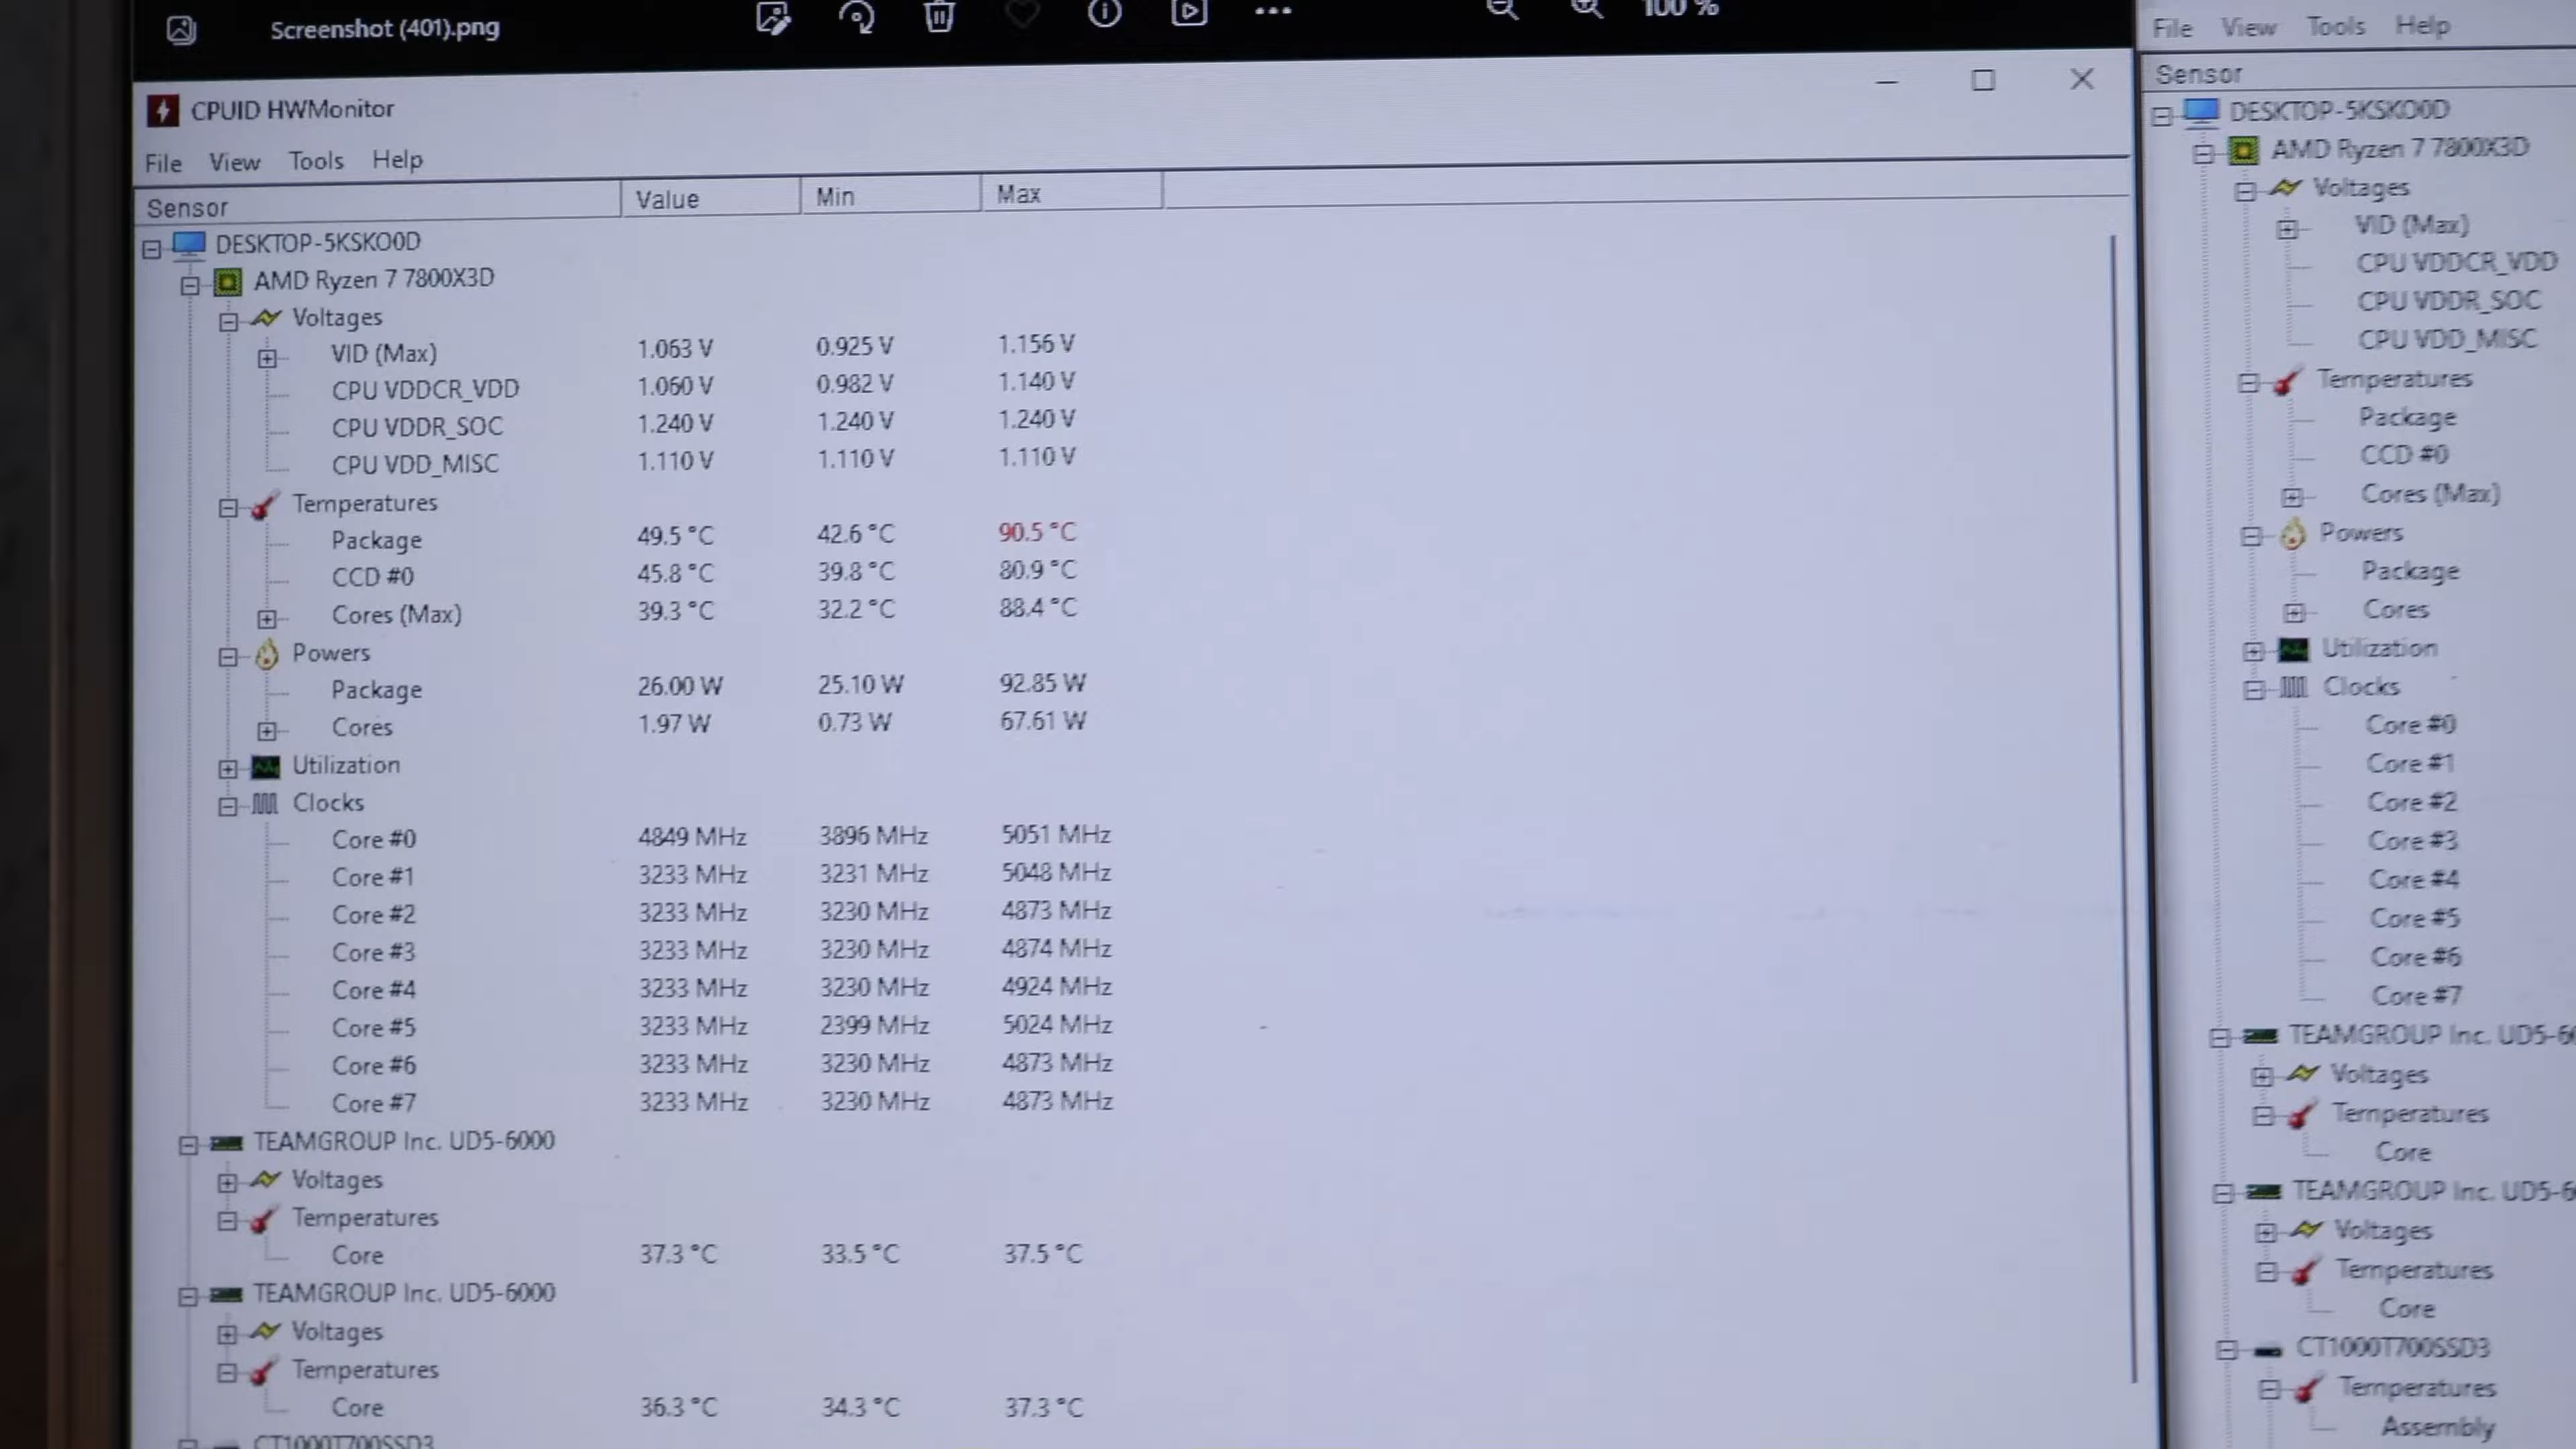 Screenshot (401).png
100 %
CPUID HWMonitor
File View Tools Help
Sensor Value Min Max
DESKTOP-5KSKO0D
AMD Ryzen 7 7800X3D
Voltages
VID (Max) 1.063 V 0.925 V 1.156 V
CPU VDDCR_VDD 1.060 V 0.982 V 1.140 V
CPU VDDR_SOC 1.240 V 1.240 V 1.240 V
CPU VDD_MISC 1.110 V 1.110 V 1.110 V
Temperatures
Package 49.5 °C 42.6 °C 90.5 °C
CCD #0 45.8 °C 39.8 °C 80.9 °C
Cores (Max) 39.3 °C 32.2 °C 88.4 °C
Powers
Package 26.00 W 25.10 W 92.85 W
Cores 1.97 W 0.73 W 67.61 W
Utilization
Clocks
Core #0 4849 MHz 3896 MHz 5051 MHz
Core #1 3233 MHz 3231 MHz 5048 MHz
Core #2 3233 MHz 3230 MHz 4873 MHz
Core #3 3233 MHz 3230 MHz 4874 MHz
Core #4 3233 MHz 3230 MHz 4924 MHz
Core #5 3233 MHz 2399 MHz 5024 MHz
Core #6 3233 MHz 3230 MHz 4873 MHz
Core #7 3233 MHz 3230 MHz 4873 MHz
TEAMGROUP Inc. UD5-6000
Voltages
Temperatures
Core 37.3 °C 33.5 °C 37.5 °C
TEAMGROUP Inc. UD5-6000
Voltages
Temperatures
Core 36.3 °C 34.3 °C 37.3 °C
CT1000T700SSD3
File View Tools Help
Sensor
DESKTOP-5KSKO0D
AMD Ryzen 7 7800X3D
Voltages
VID (Max)
CPU VDDCR_VDD
CPU VDDR_SOC
CPU VDD_MISC
Temperatures
Package
CCD #0
Cores (Max)
Powers
Package
Cores
Utilization
Clocks
Core #0
Core #1
Core #2
Core #3
Core #4
Core #5
Core #6
Core #7
TEAMGROUP Inc. UD5-6
Voltages
Temperatures
Core
TEAMGROUP Inc. UD5-6
Voltages
Temperatures
Core
CT1000T700SSD3
Temperatures
Assembly